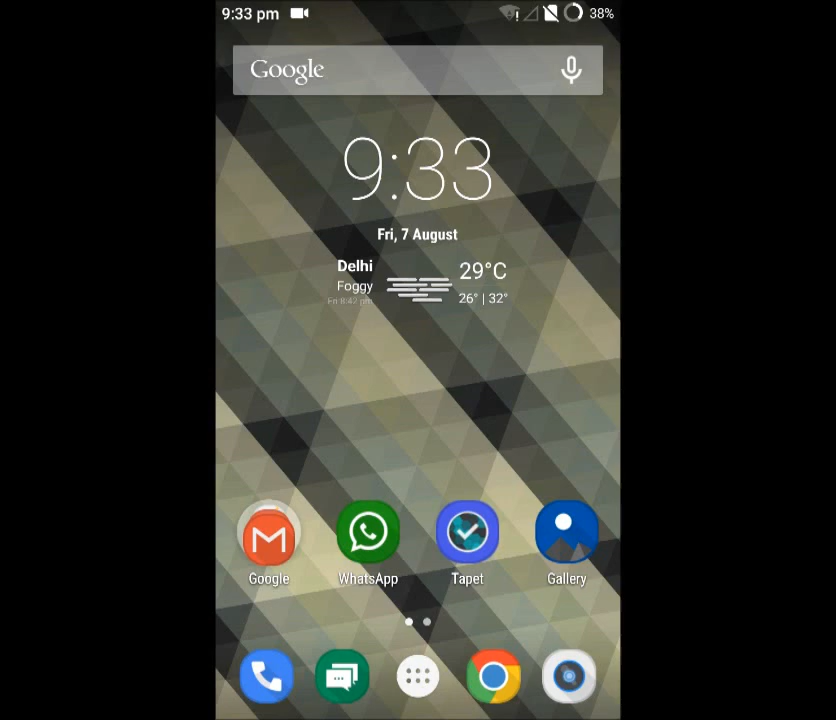 9:33 pm 38%
Google
9:33
Fri, 7 August
Delhi 29°C
Foggy
Fri 8:42 pm 26° | 32°
Google WhatsApp Tapet Gallery